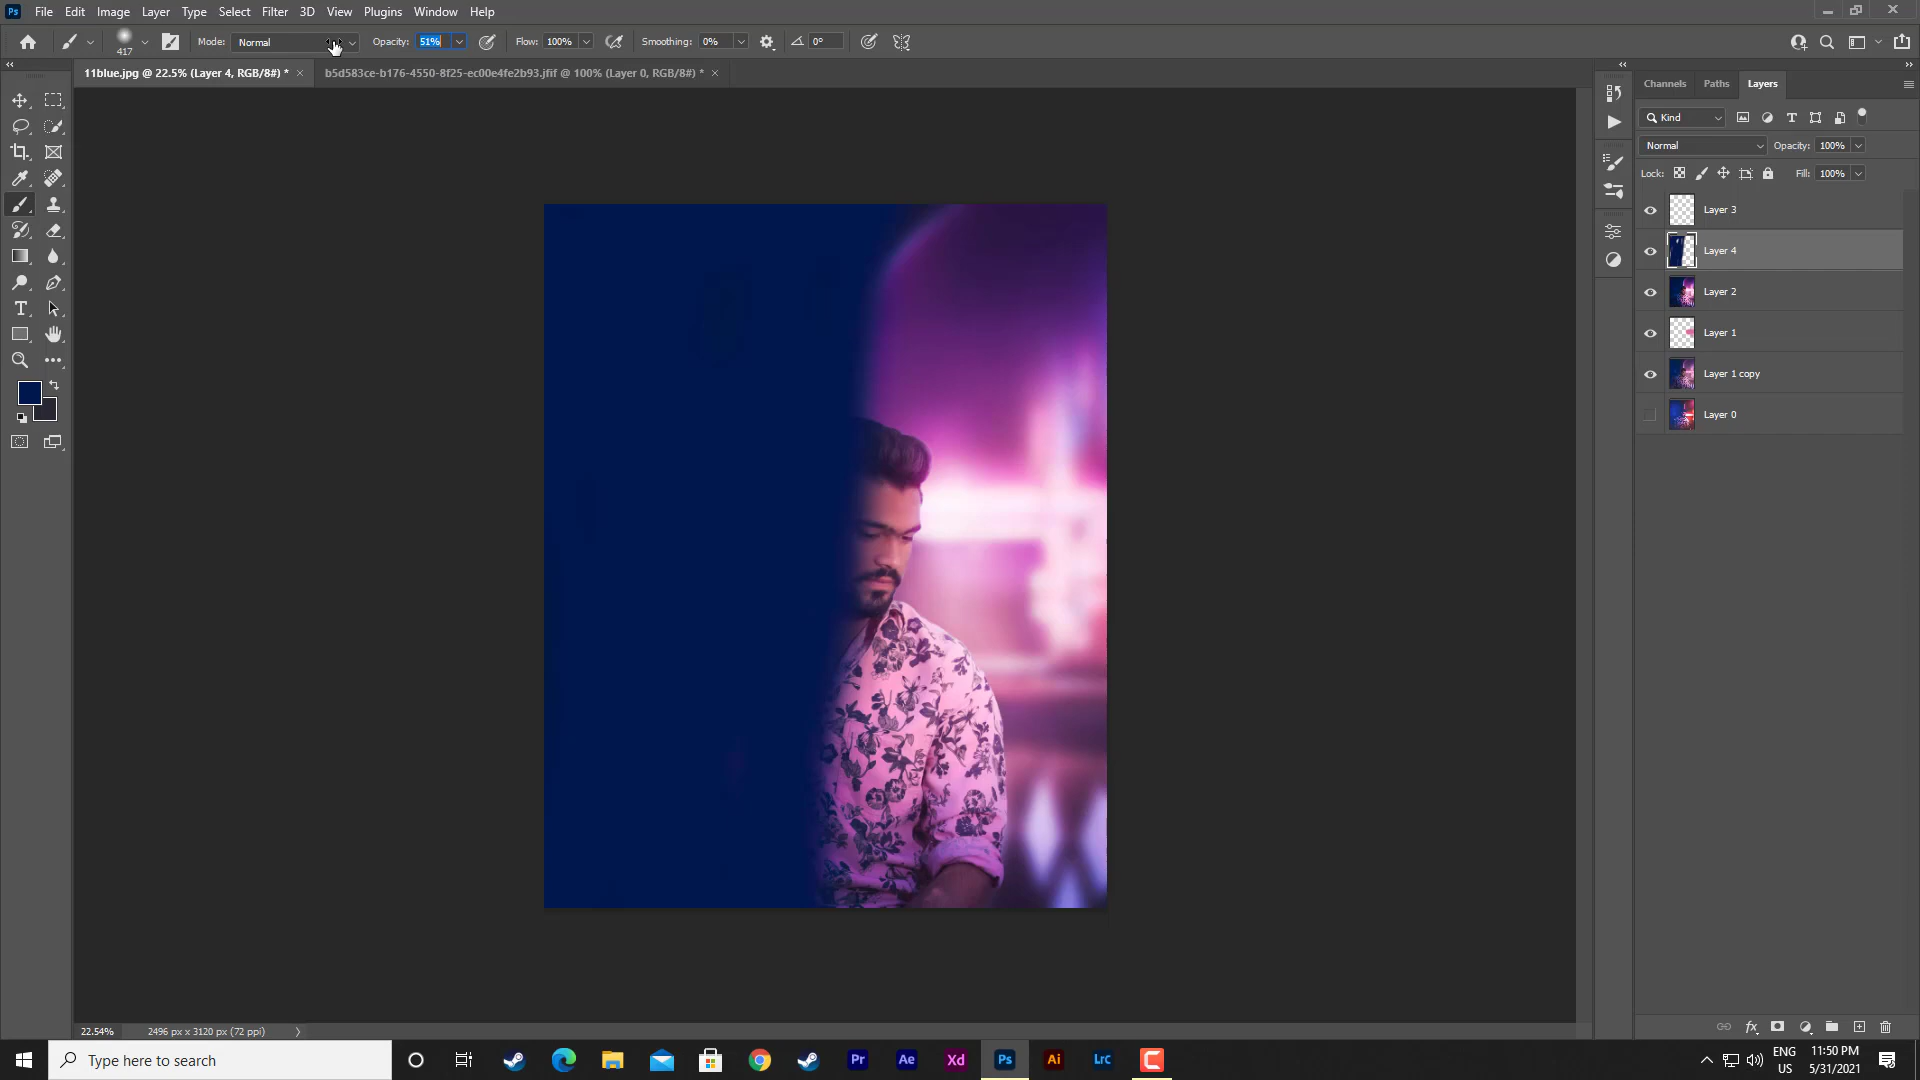 Ps File Edit Image Layer Type Select Filter 3D View Plugins Window Help
417 Mode: Normal Opacity: 51% Flow: 100% Smoothing: 0% 0°
11blue.jpg @ 22.5% (Layer 4, RGB/8#) * × b5d583ce-b176-4550-8f25-ec00e4fe2b93.jfif @ 100% (Layer 0, RGB/8#) * ×
Channels Paths Layers
Kind
Normal Opacity: 100%
Lock: Fill: 100%
Layer 3
Layer 4
Layer 2
Layer 1
Layer 1 copy
Layer 0
22.54% 2496 px x 3120 px (72 ppi)
Type here to search
Pr Ae Xd Ps Ai Lrc
ENG 11:50 PM
US 5/31/2021